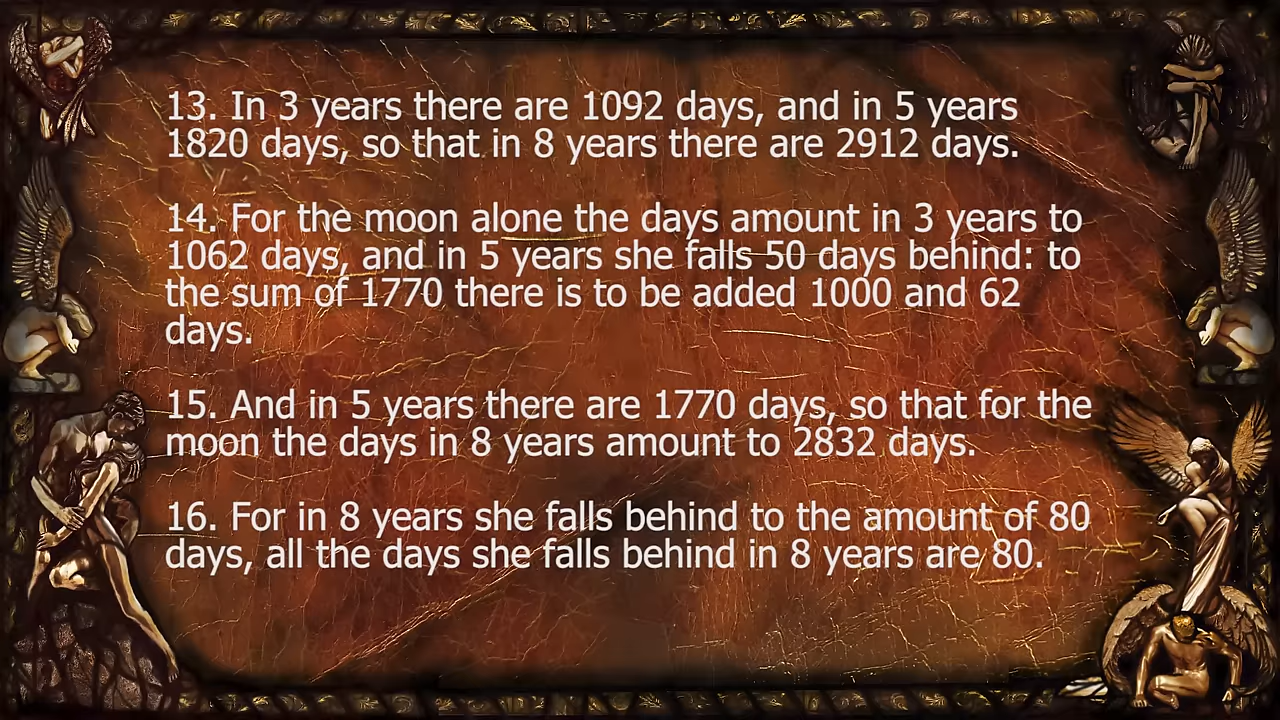 13. In 3 years there are 1092 days, and in 5 years
1820 days, so that in 8 years there are 2912 days.
14. For the moon alone the days amount in 3 years to
1062 days, and in 5 years she falls 50 days behind: to
the sum of 1770 there is to be added 1000 and 62
days.
15. And in 5 years there are 1770 days, so that for the
moon the days in 8 years amount to 2832 days.
16. For in 8 years she falls behind to the amount of 80
days, all the days she falls behind in 8 years are 80.